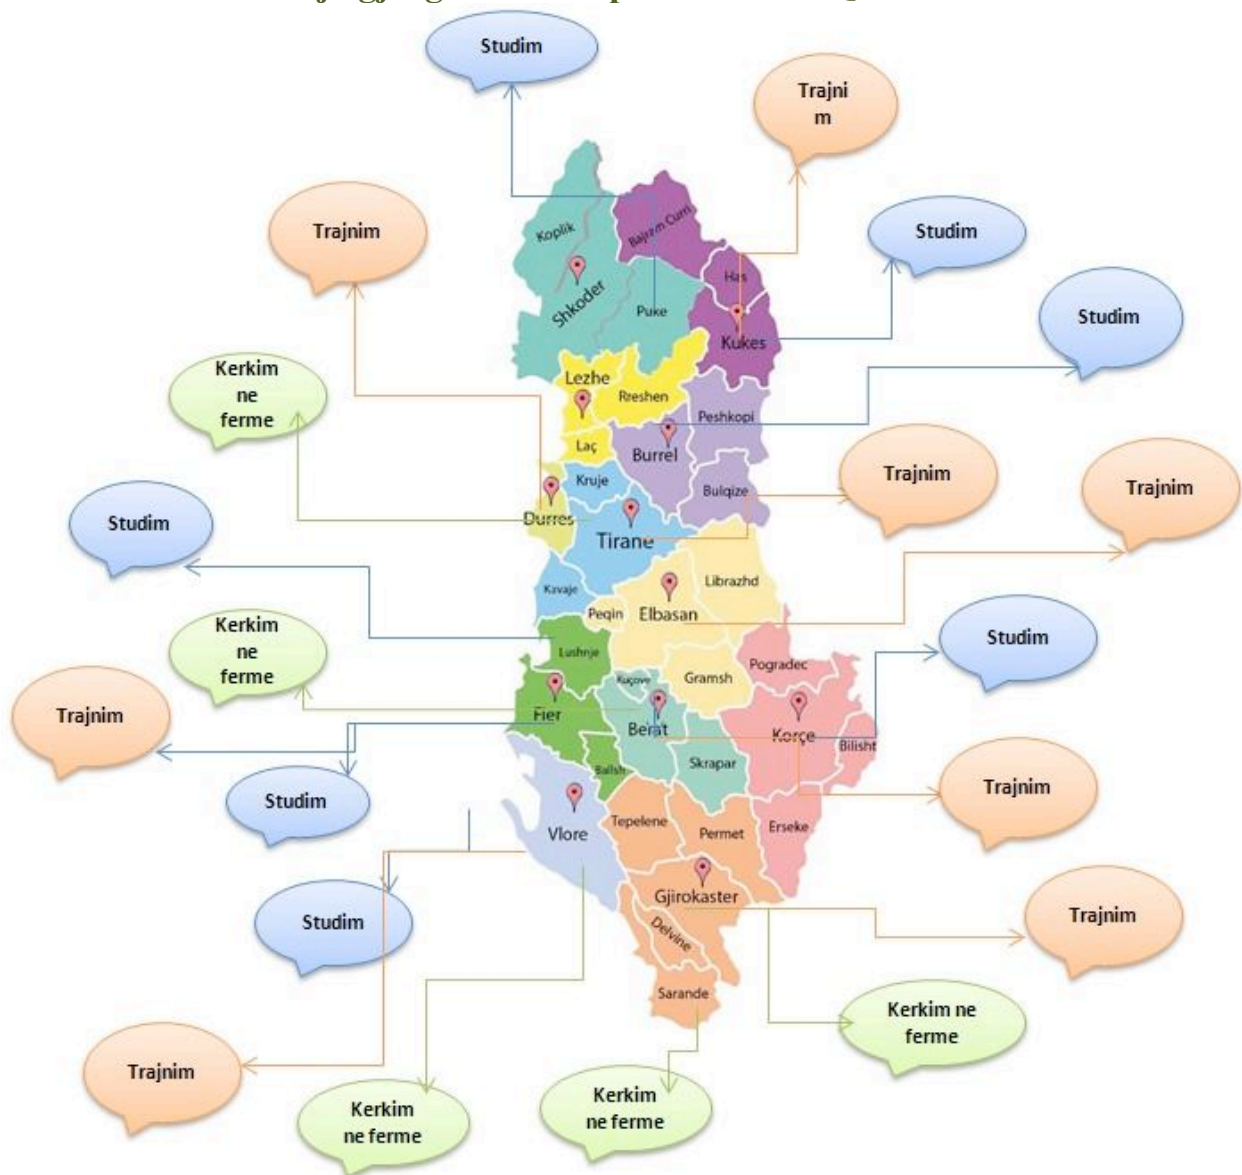 Studim
Trajni
m
Trajnim
Studim
Studim
Kerkim
ne
ferme
Trajnim
Trajnim
Studim
Kerkim
ne
ferme
Studim
Trajnim
Studim
Trajnim
Studim
Trajnim
Kerkim ne
ferme
Trajnim
Kerkim
ne ferme
Kerkim
ne ferme
Koplik
Bajram Curri
Shkoder
Puke
Has
Kukes
Lezhe
Rreshen
Peshkopi
Laç
Burrel
Kruje
Bulqize
Durres
Tirane
Kavaje
Peqin
Elbasan
Librazhd
Lushnje
Kuçove
Gramsh
Pogradec
Fier
Berat
Korçe
Bilisht
Ballsh
Skrapar
Vlore
Tepelene
Permet
Erseke
Gjirokaster
Delvine
Sarande